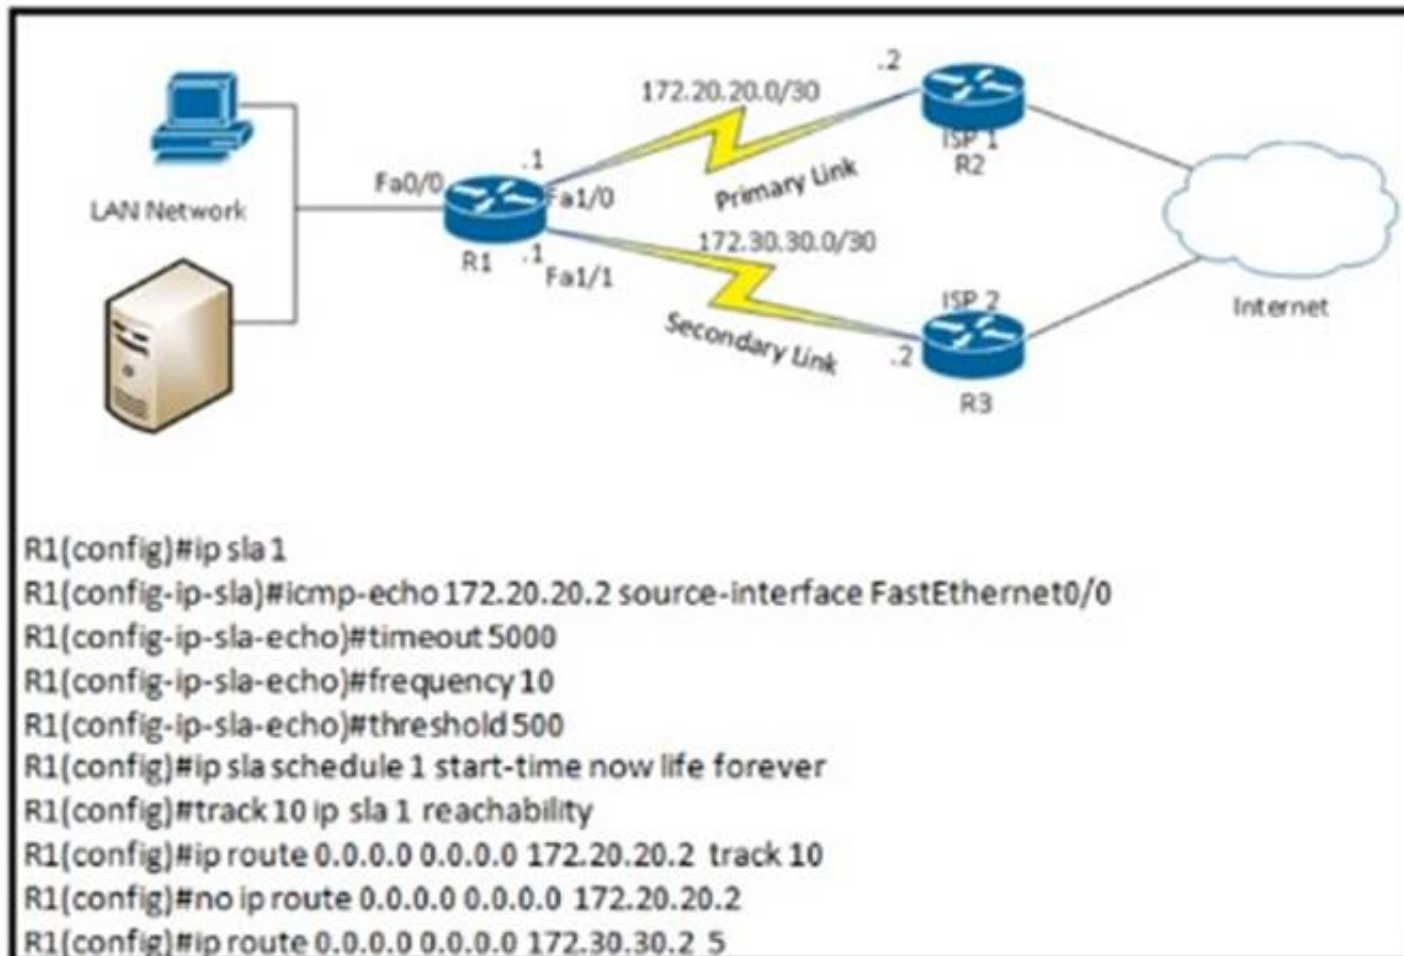 .2
172.20.20.0/30
ISP 1
R2
.1
Fa0/0
Fa1/0
Primary Link
LAN Network
172.30.30.0/30
R1
.1
Fa1/1
ISP 2
Internet
Secondary Link
.2
R3
R1(config)#ip sla 1
R1(config-ip-sla)#icmp-echo 172.20.20.2 source-interface FastEthernet0/0
R1(config-ip-sla-echo)#timeout 5000
R1(config-ip-sla-echo)#frequency 10
R1(config-ip-sla-echo)#threshold 500
R1(config)#ip sla schedule 1 start-time now life forever
R1(config)#track 10 ip sla 1 reachability
R1(config)#ip route 0.0.0.0 0.0.0.0 172.20.20.2 track 10
R1(config)#no ip route 0.0.0.0 0.0.0.0 172.20.20.2
R1(config)#ip route 0.0.0.0 0.0.0.0 172.30.30.2 5